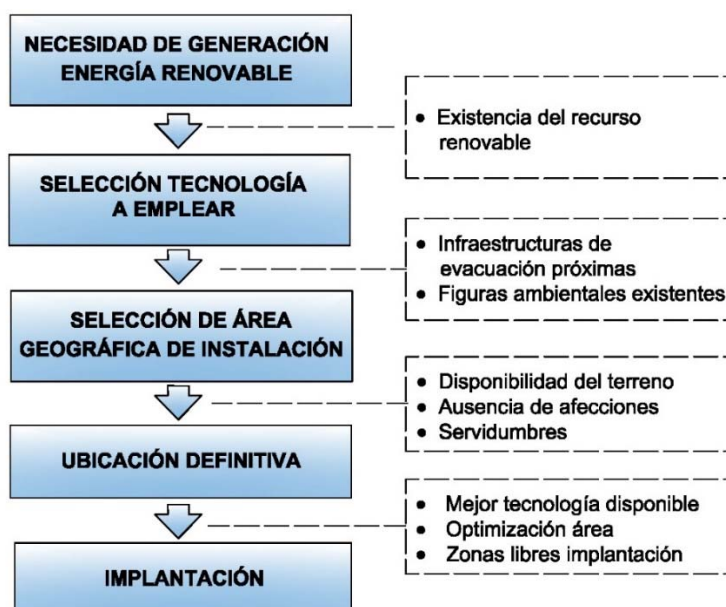 NECESIDAD DE GENERACIÓN
ENERGÍA RENOVABLE
• Existencia del recurso
renovable
SELECCIÓN TECNOLOGÍA
A EMPLEAR
• Infraestructuras de
evacuación próximas
• Figuras ambientales existentes
SELECCIÓN DE ÁREA
GEOGRÁFICA DE INSTALACIÓN
• Disponibilidad del terreno
• Ausencia de afecciones
• Servidumbres
UBICACIÓN DEFINITIVA
• Mejor tecnología disponible
• Optimización área
• Zonas libres implantación
IMPLANTACIÓN